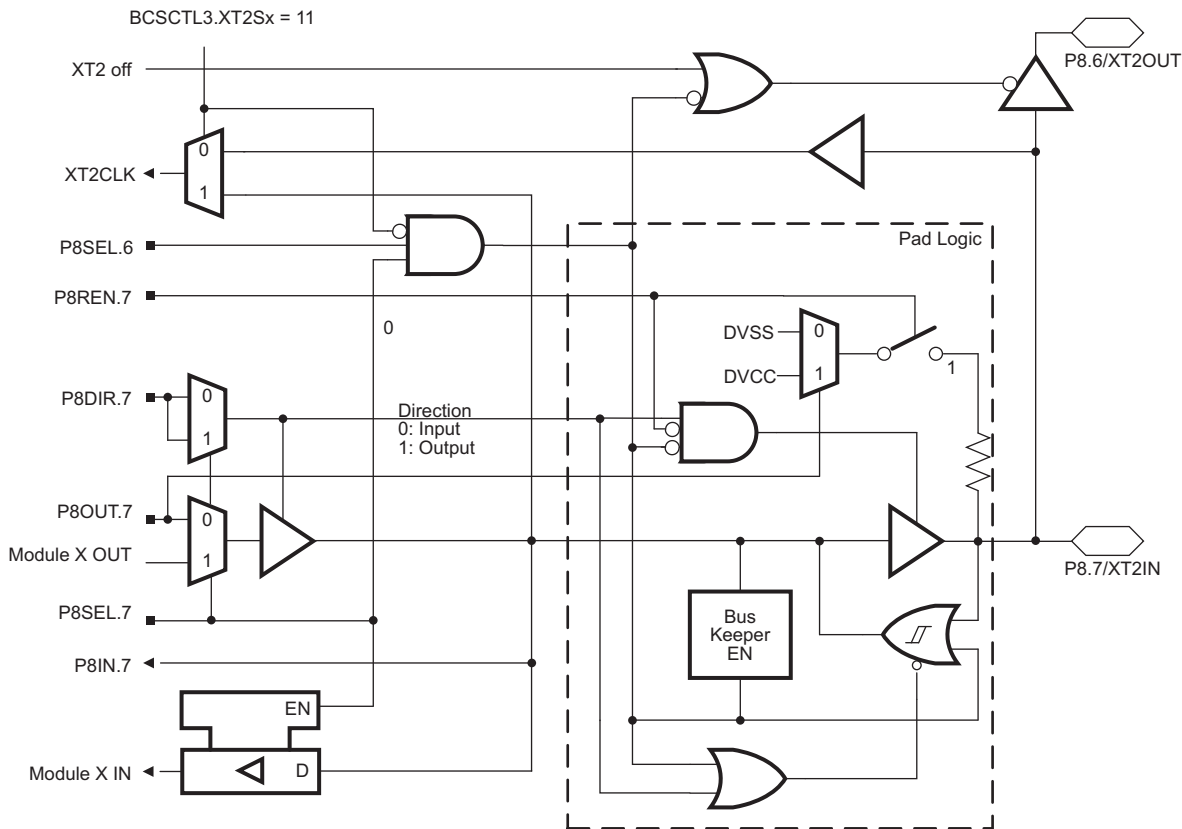 BCSCTL3.XT2Sx = 11
XT2 off
P8.6/XT2OUT
0
XT2CLK
1
Pad Logic
P8SEL.6
P8REN.7
0
DVSS
0
DVCC
1
1
P8DIR.7
0
1
Direction
0: Input
1: Output
P8OUT.7
0
Module X OUT
1
P8.7/XT2IN
P8SEL.7
Bus
Keeper
EN
P8IN.7
EN
Module X IN
D